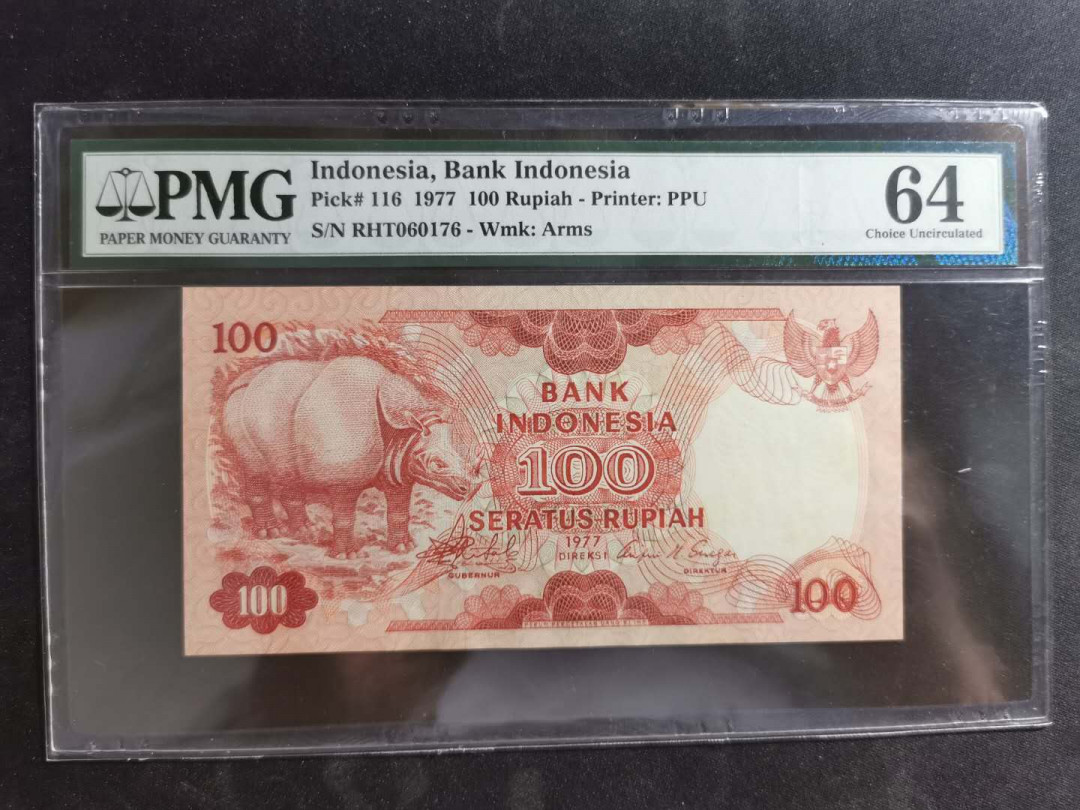 PMG
PAPER MONEY GUARANTY
Indonesia, Bank Indonesia
Pick# 116 1977 100 Rupiah - Printer: PPU
S/N RHT060176 - Wmk: Arms
64
Choice Uncirculated
100
BANK
INDONESIA
100
SERATUS RUPIAH
1977
DIREKSI
GUBERNUR
DIREKTUR
100
100